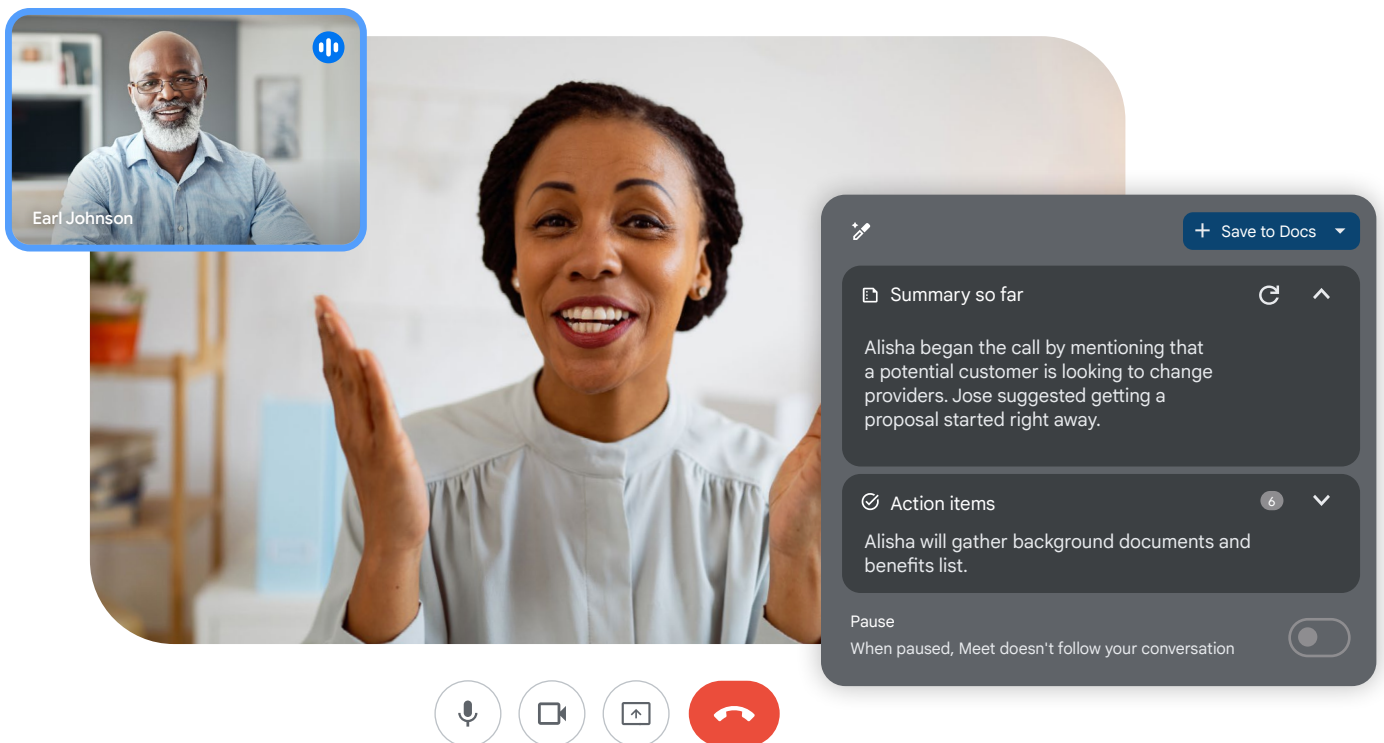 Earl Johnson
Save to Docs
Summary so far
Alisha began the call by mentioning that
a potential customer is looking to change
providers. Jose suggested getting a
proposal started right away.
Action items
6
Alisha will gather background documents and
benefits list.
Pause
When paused, Meet doesn't follow your conversation